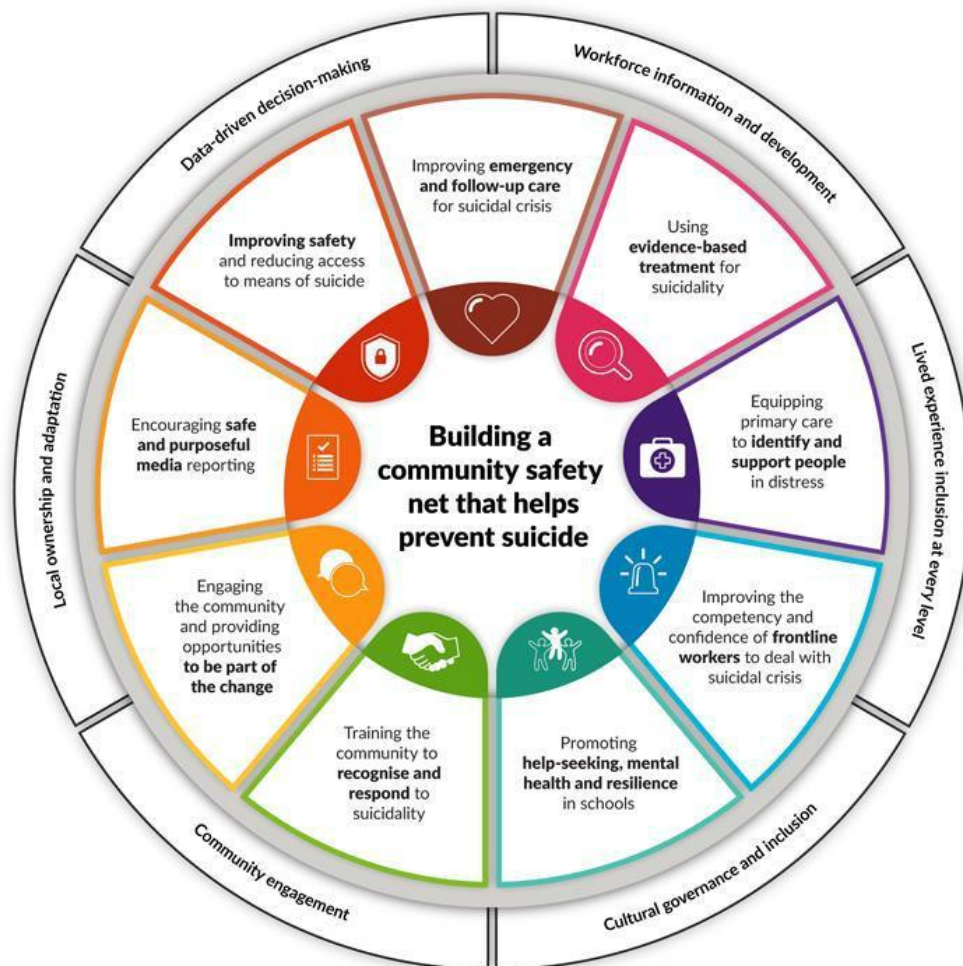 Data-driven decision-making
Workforce information and development
Lived experience inclusion at every level
Cultural governance and inclusion
Community engagement
Local ownership and adaptation
Improving emergency
and follow-up care
for suicidal crisis
Using
evidence-based
treatment for
suicidality
Equipping
primary care
to identify and
support people
in distress
Improving the
competency and
confidence of frontline
workers to deal with
suicidal crisis
Promoting
help-seeking, mental
health and resilience
in schools
Training the
community to
recognise and
respond to
suicidality
Engaging
the community
and providing
opportunities
to be part of
the change
Encouraging safe
and purposeful
media reporting
Improving safety
and reducing access
to means of suicide
Building a
community safety
net that helps
prevent suicide